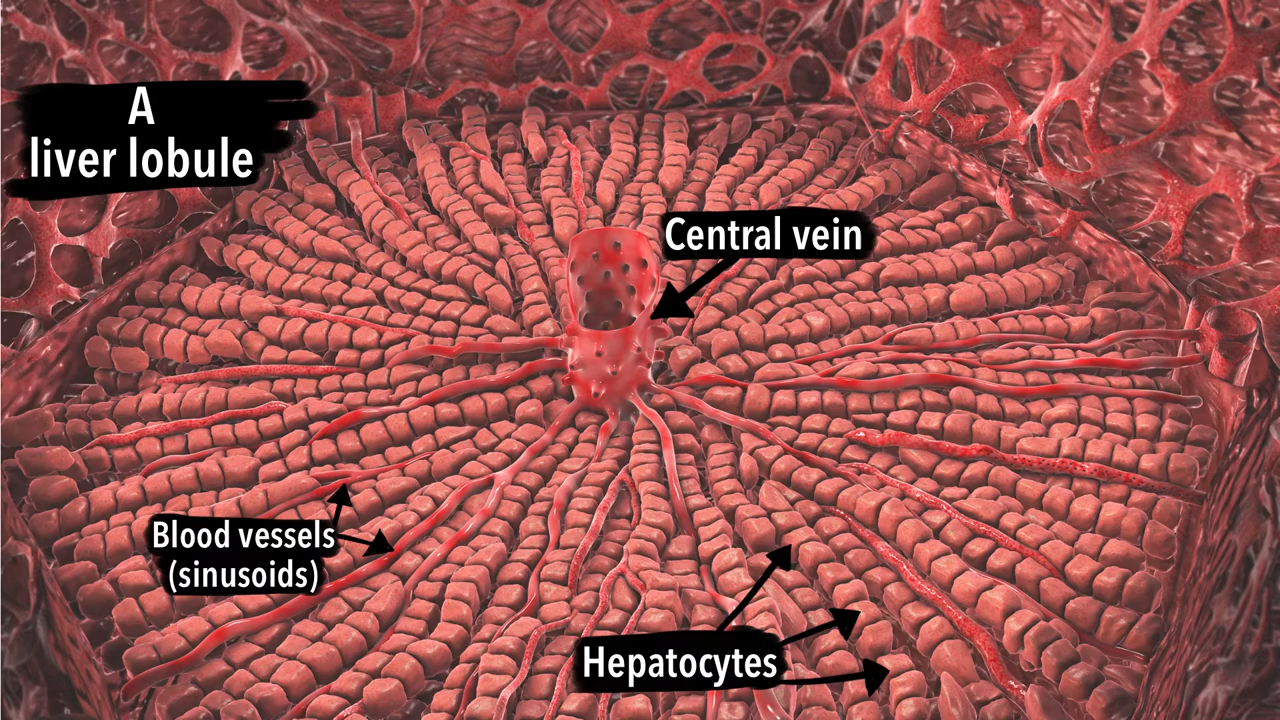 A
liver lobule
Central vein
Blood vessels
(sinusoids)
Hepatocytes